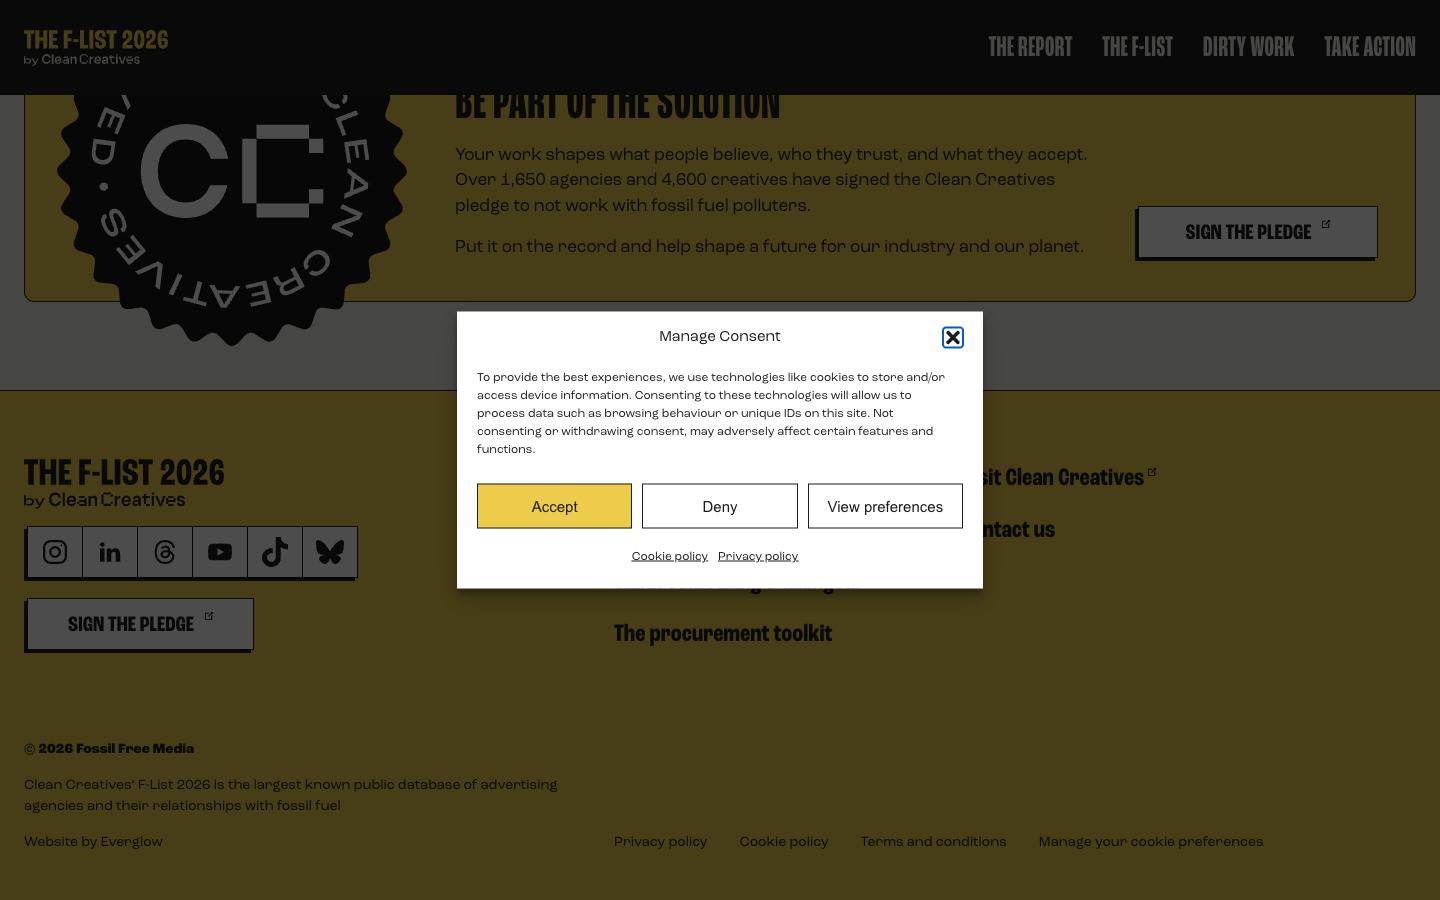 THE F-LIST 2026
by Clean Creatives
THE REPORT
THE F-LIST
DIRTY WORK
TAKE ACTION
CLEAN CREATIVES
BE PART OF THE SOLUTION
CC
Your work shapes what people believe, who they trust, and what they accept.
Over 1,650 agencies and 4,600 creatives have signed the Clean Creatives
pledge to not work with fossil fuel polluters.
Put it on the record and help shape a future for our industry and our planet.
SIGN THE PLEDGE
Manage Consent
To provide the best experiences, we use technologies like cookies to store and/or
access device information. Consenting to these technologies will allow us to
process data such as browsing behaviour or unique IDs on this site. Not
consenting or withdrawing consent, may adversely affect certain features and
functions.
Accept
Deny
View preferences
Cookie policy
Privacy policy
THE F-LIST 2026
by Clean Creatives
Clean Creatives
us
SIGN THE PLEDGE
The procurement toolkit
© 2026 Fossil Free Media
Clean Creatives' F-List 2026 is the largest known public database of advertising
agencies and their relationships with fossil fuel
Website by Everglow
Privacy policy
Cookie policy
Terms and conditions
Manage your cookie preferences